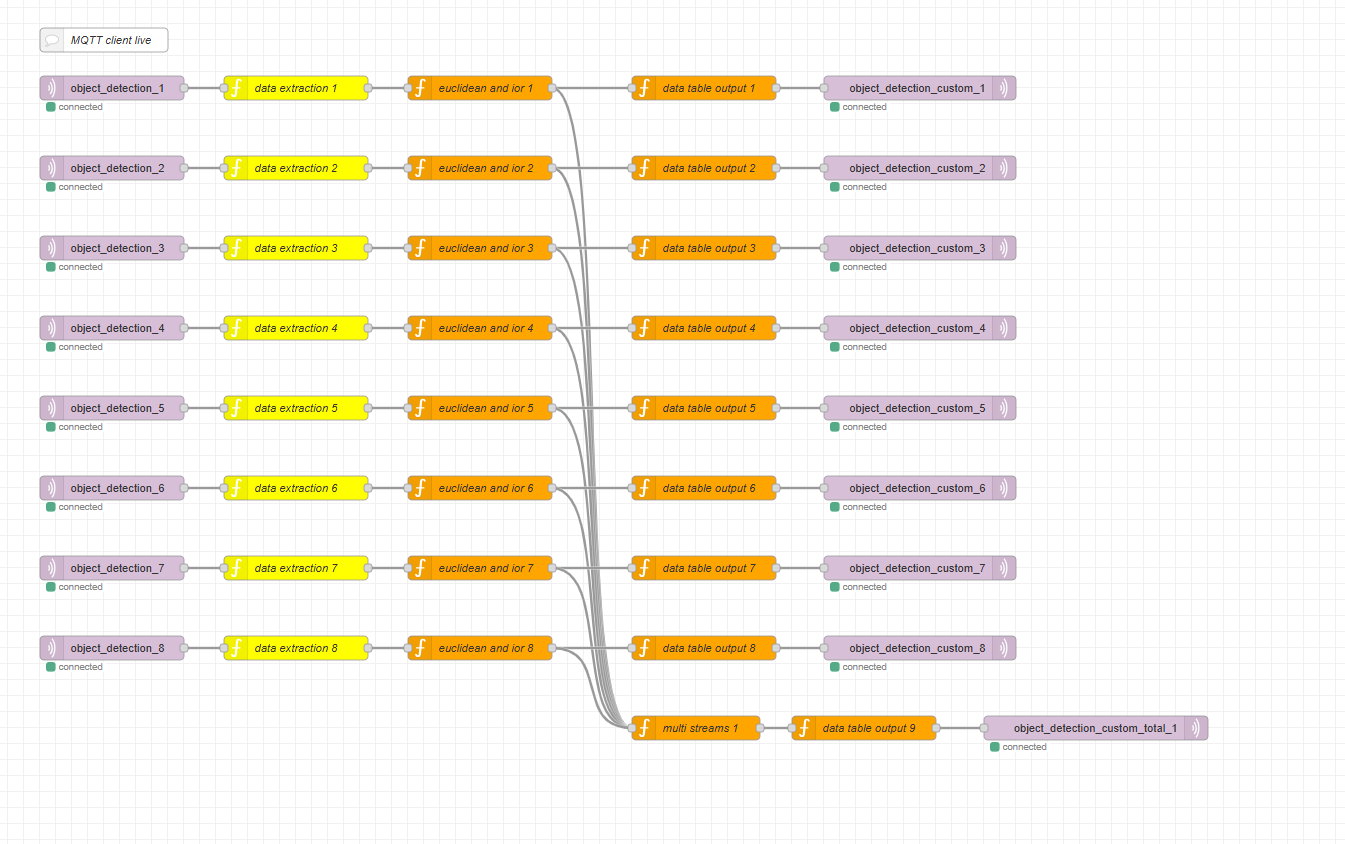 MQTT client live
object_detection_1 data extraction 1 euclidean and ior 1 data table output 1 object_detection_custom_1
connected connected
object_detection_2 data extraction 2 euclidean and ior 2 data table output 2 object_detection_custom_2
connected connected
object_detection_3 data extraction 3 euclidean and ior 3 data table output 3 object_detection_custom_3
connected connected
object_detection_4 data extraction 4 euclidean and ior 4 data table output 4 object_detection_custom_4
connected connected
object_detection_5 data extraction 5 euclidean and ior 5 data table output 5 object_detection_custom_5
connected connected
object_detection_6 data extraction 6 euclidean and ior 6 data table output 6 object_detection_custom_6
connected connected
object_detection_7 data extraction 7 euclidean and ior 7 data table output 7 object_detection_custom_7
connected connected
object_detection_8 data extraction 8 euclidean and ior 8 data table output 8 object_detection_custom_8
connected connected
multi streams 1 data table output 9 object_detection_custom_total_1
connected